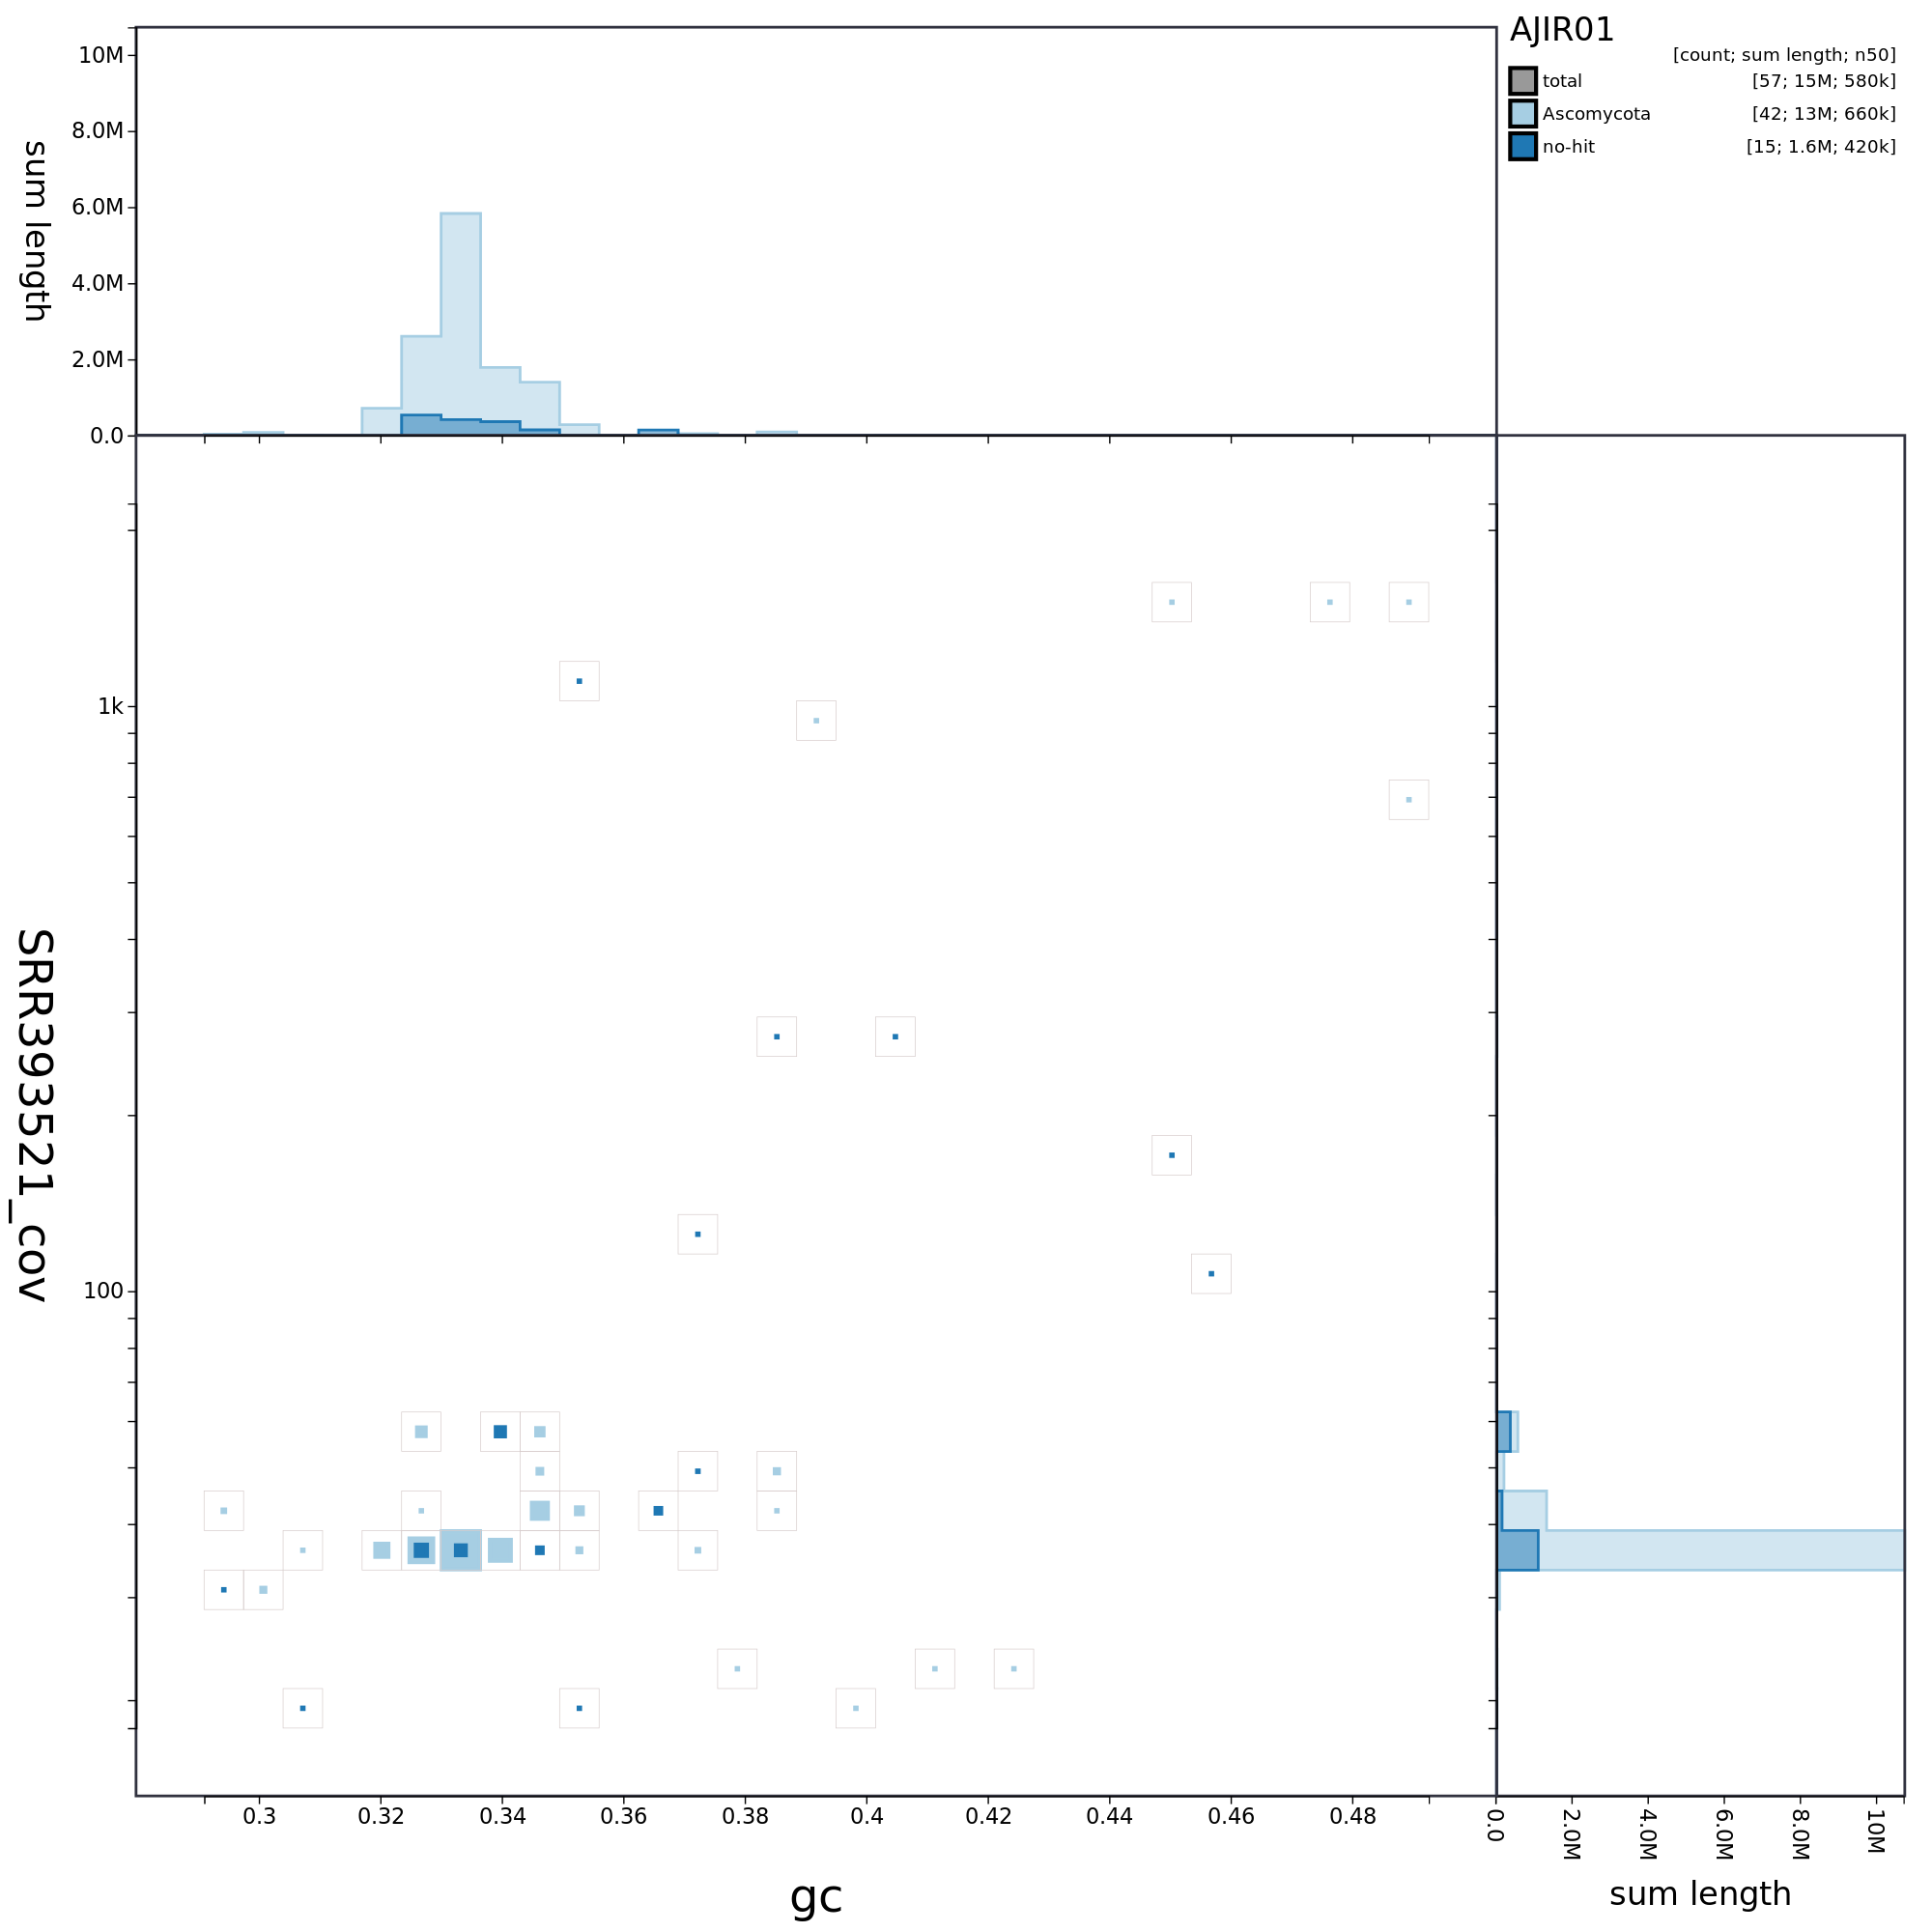 AJIR01
[count; sum length; n50]
total [57; 15M; 580k]
Ascomycota [42; 13M; 660k]
no-hit [15; 1.6M; 420k]
sum length
10M
8.0M
6.0M
4.0M
2.0M
0.0
SRR393521_cov
1k
100
0.3 0.32 0.34 0.36 0.38 0.4 0.42 0.44 0.46 0.48
gc
0.0 2.0M 4.0M 6.0M 8.0M 10M
sum length